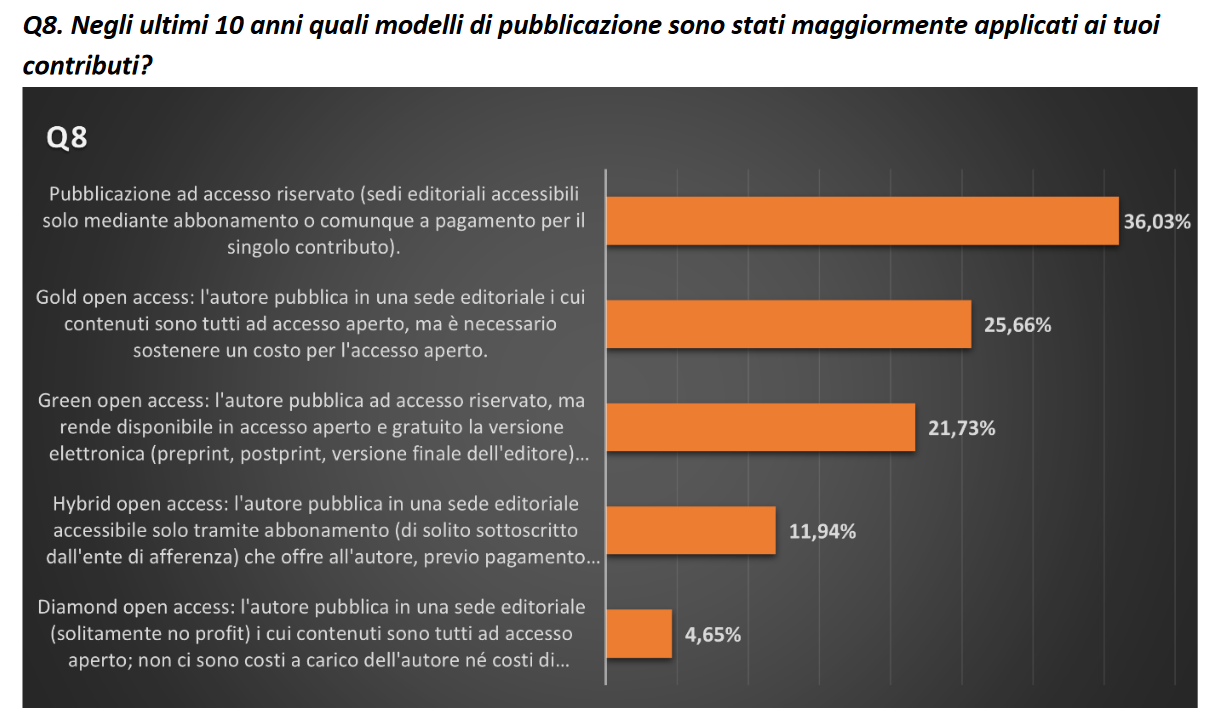 Q8. Negli ultimi 10 anni quali modelli di pubblicazione sono stati maggiormente applicati ai tuoi
contributi?
Q8
Pubblicazione ad accesso riservato (sedi editoriali accessibili
solo mediante abbonamento o comunque a pagamento per il
singolo contributo).
36,03%
Gold open access: l'autore pubblica in una sede editoriale i cui
contenuti sono tutti ad accesso aperto, ma è necessario
sostenere un costo per l'accesso aperto.
25,66%
Green open access: l'autore pubblica ad accesso riservato, ma
rende disponibile in accesso aperto e gratuito la versione
elettronica (preprint, postprint, versione finale dell'editore)...
21,73%
Hybrid open access: l'autore pubblica in una sede editoriale
accessibile solo tramite abbonamento (di solito sottoscritto
dall'ente di afferenza) che offre all'autore, previo pagamento...
11,94%
Diamond open access: l'autore pubblica in una sede editoriale
(solitamente no profit) i cui contenuti sono tutti ad accesso
aperto; non ci sono costi a carico dell'autore né costi di...
4,65%